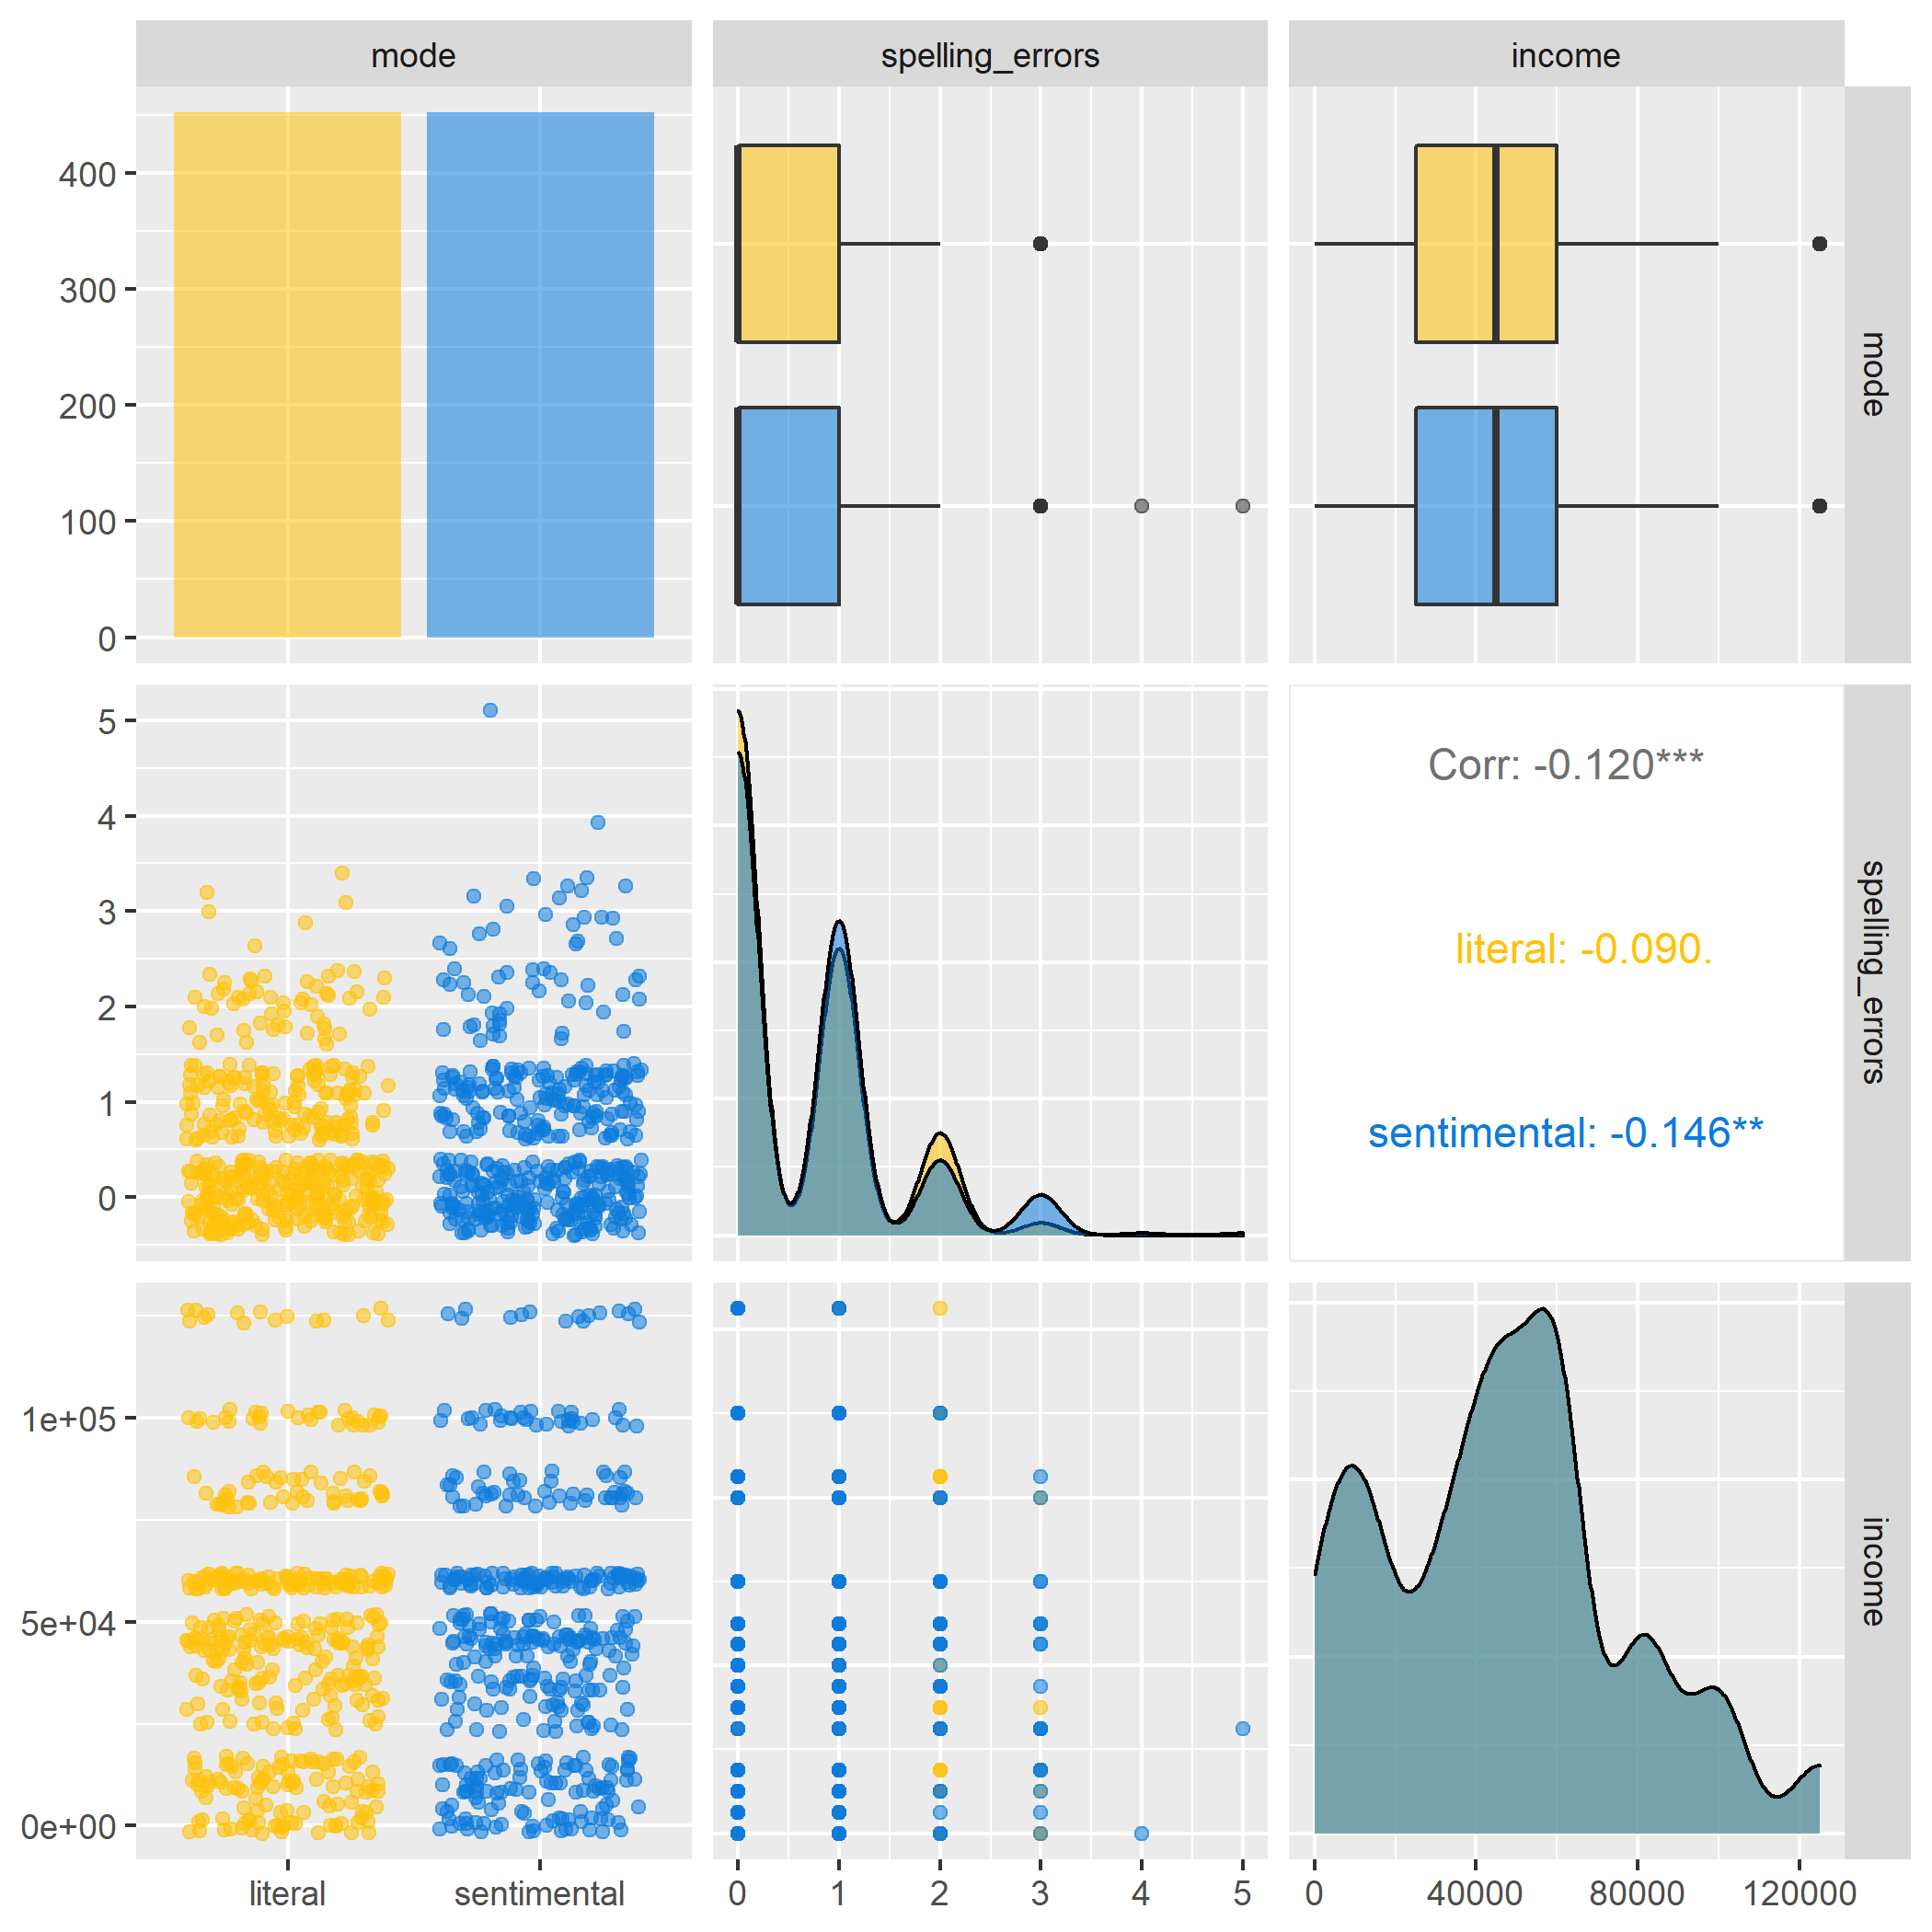 mode spelling_errors income
400
300
200
100
0
mode
5
4
3
2
1
0
Corr: -0.120***
literal: -0.090.
sentimental: -0.146**
spelling_errors
1e+05
5e+04
0e+00
income
literal sentimental 0 1 2 3 4 5 0 40000 80000 120000